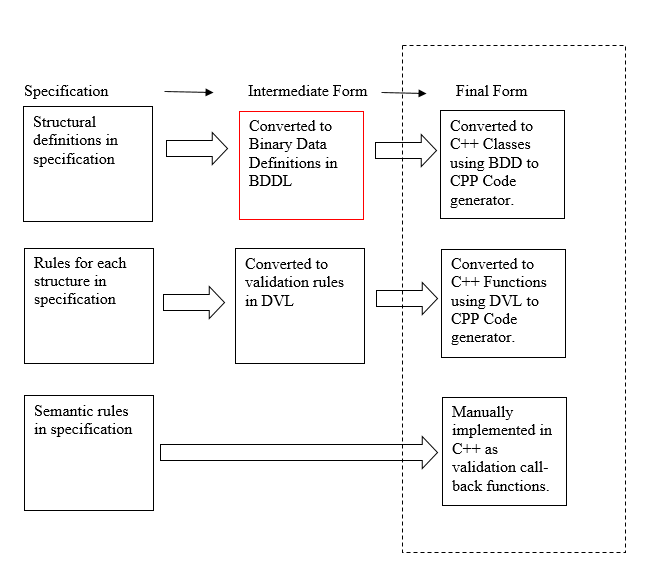 Specification
Intermediate Form
Final Form
Structural
definitions in
specification
Converted to
Binary Data
Definitions in
BDDL
Converted to
C++ Classes
using BDD to
CPP Code
generator.
Rules for each
structure in
specification
Converted to
validation rules
in DVL
Converted to
C++ Functions
using DVL to
CPP Code
generator.
Semantic rules
in specification
Manually
implemented in
C++ as
validation call-
back functions.